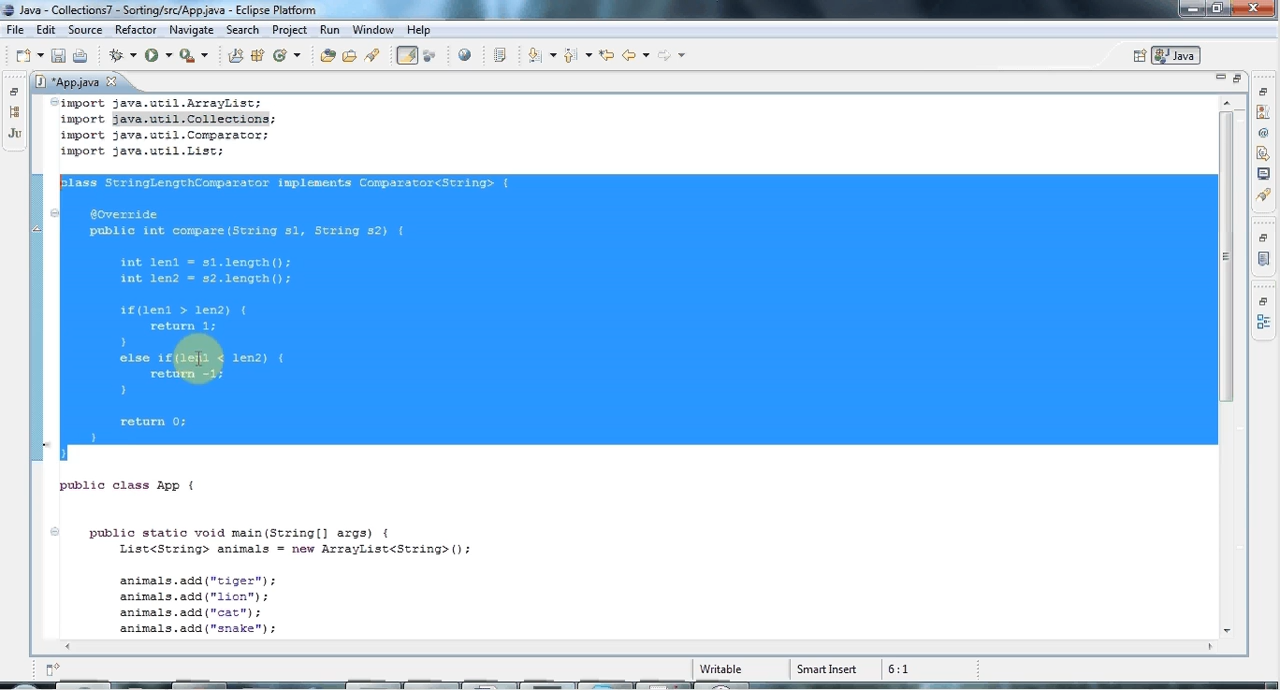 Java - Collections7 - Sorting/src/App.java - Eclipse Platform
File Edit Source Refactor Navigate Search Project Run Window Help
Java
*App.java
import java.util.ArrayList;
import java.util.Collections;
import java.util.Comparator;
import java.util.List;
class StringLengthComparator implements Comparator<String> {
@Override
public int compare(String s1, String s2) {
int len1 = s1.length();
int len2 = s2.length();
if(len1 > len2) {
return 1;
}
else if(len1 < len2) {
return -1;
}
return 0;
}
}
public class App {
public static void main(String[] args) {
List<String> animals = new ArrayList<String>();
animals.add("tiger");
animals.add("lion");
animals.add("cat");
animals.add("snake");
Writable Smart Insert 6 : 1